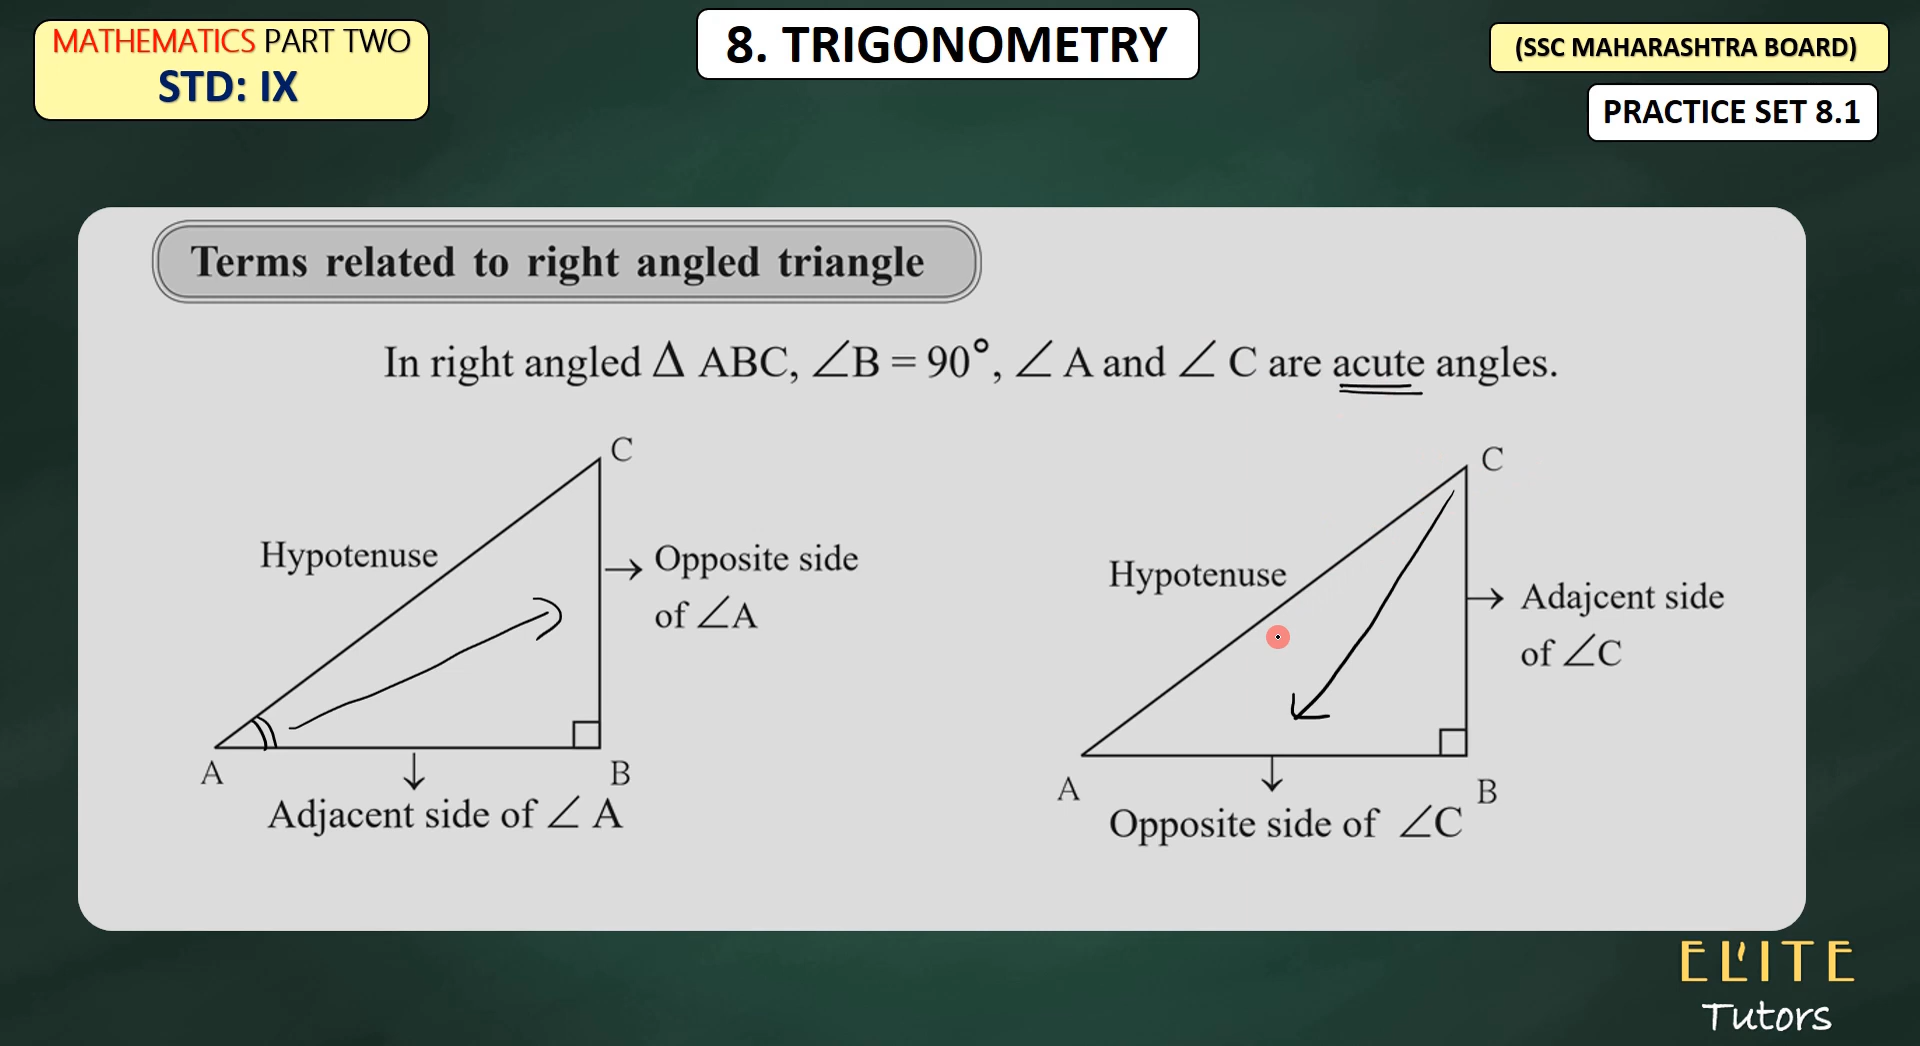 MATHEMATICS PART TWO
STD: IX
8. TRIGONOMETRY
(SSC MAHARASHTRA BOARD)
PRACTICE SET 8.1
Terms related to right angled triangle
In right angled Δ ABC, ∠B = 90°, ∠ A and ∠ C are acute angles.
C
Hypotenuse
Opposite side
of ∠A
A
B
Adjacent side of ∠ A
C
Hypotenuse
Adajcent side
of ∠C
A
B
Opposite side of ∠C
ELITE
Tutors